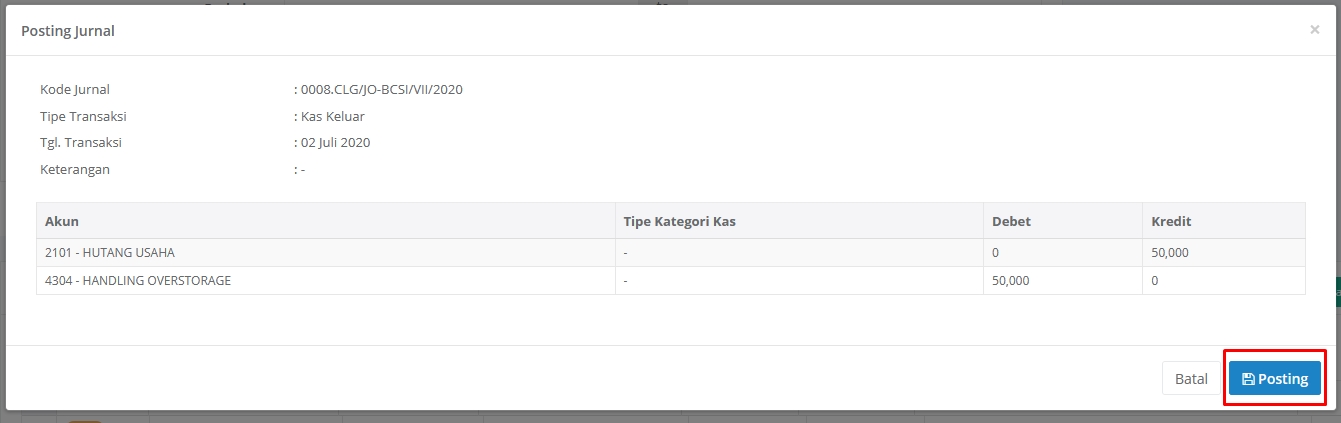 Posting Jurnal ×
Kode Jurnal : 0008.CLG/JO-BCSI/VII/2020
Tipe Transaksi : Kas Keluar
Tgl. Transaksi : 02 Juli 2020
Keterangan : -
Akun Tipe Kategori Kas Debet Kredit
2101 - HUTANG USAHA - 0 50,000
4304 - HANDLING OVERSTORAGE - 50,000 0
Batal Posting